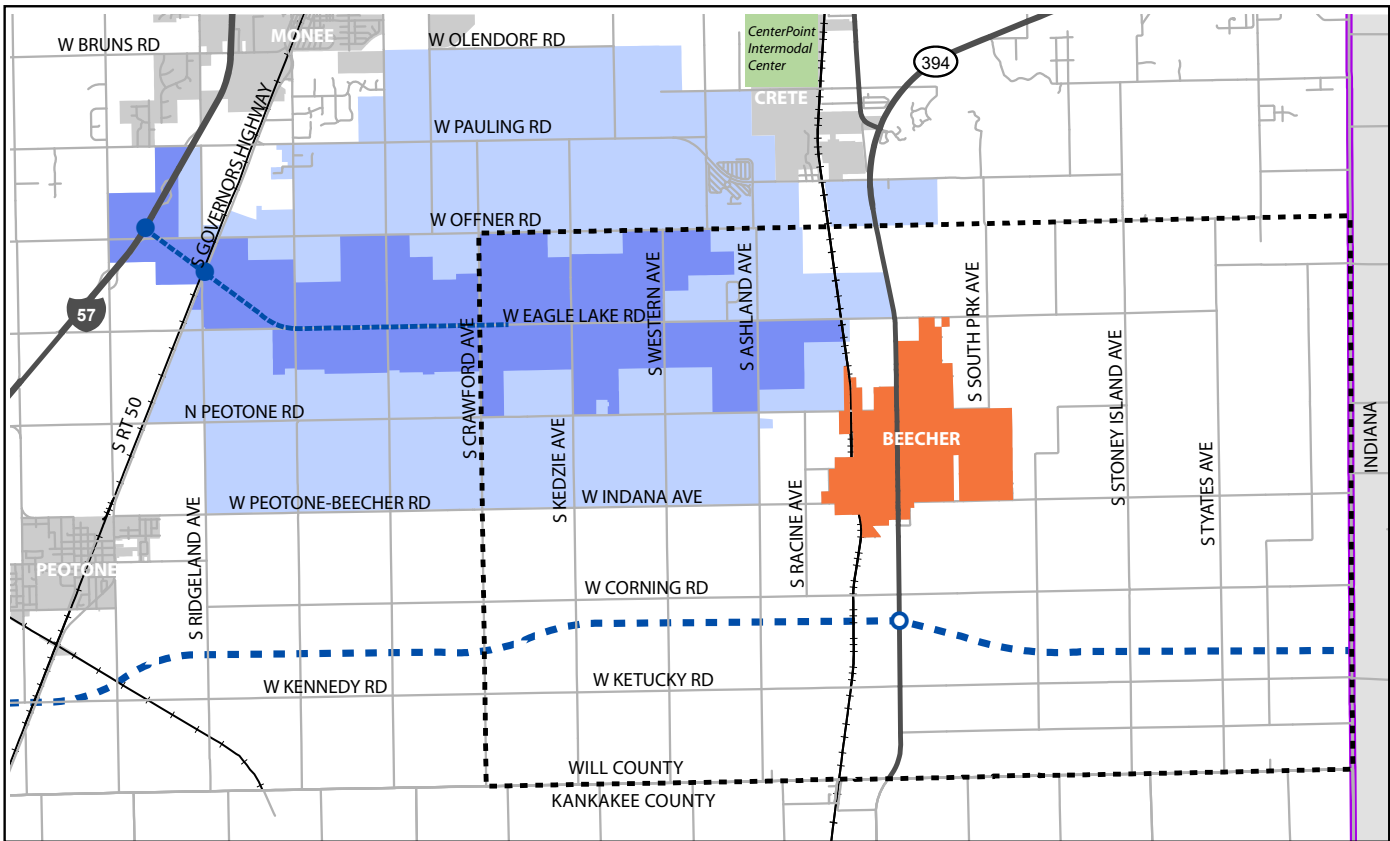 W BRUNS RD
MONEE
W OLENDORF RD
CenterPoint
Intermodal
Center
394
CRETE
W PAULING RD
S GOVERNORS HIGHWAY
W OFFNER RD
57
W EAGLE LAKE RD
S WESTERN AVE
S ASHLAND AVE
S CRAWFORD AVE
S SOUTH PRK AVE
S STONEY ISLAND AVE
N PEOTONE RD
S RT 50
S KEDZIE AVE
BEECHER
INDIANA
W PEOTONE-BEECHER RD
W INDANA AVE
S TYATES AVE
S RACINE AVE
S RIDGELAND AVE
PEOTONE
W CORNING RD
W KENNEDY RD
W KETUCKY RD
WILL COUNTY
KANKAKEE COUNTY